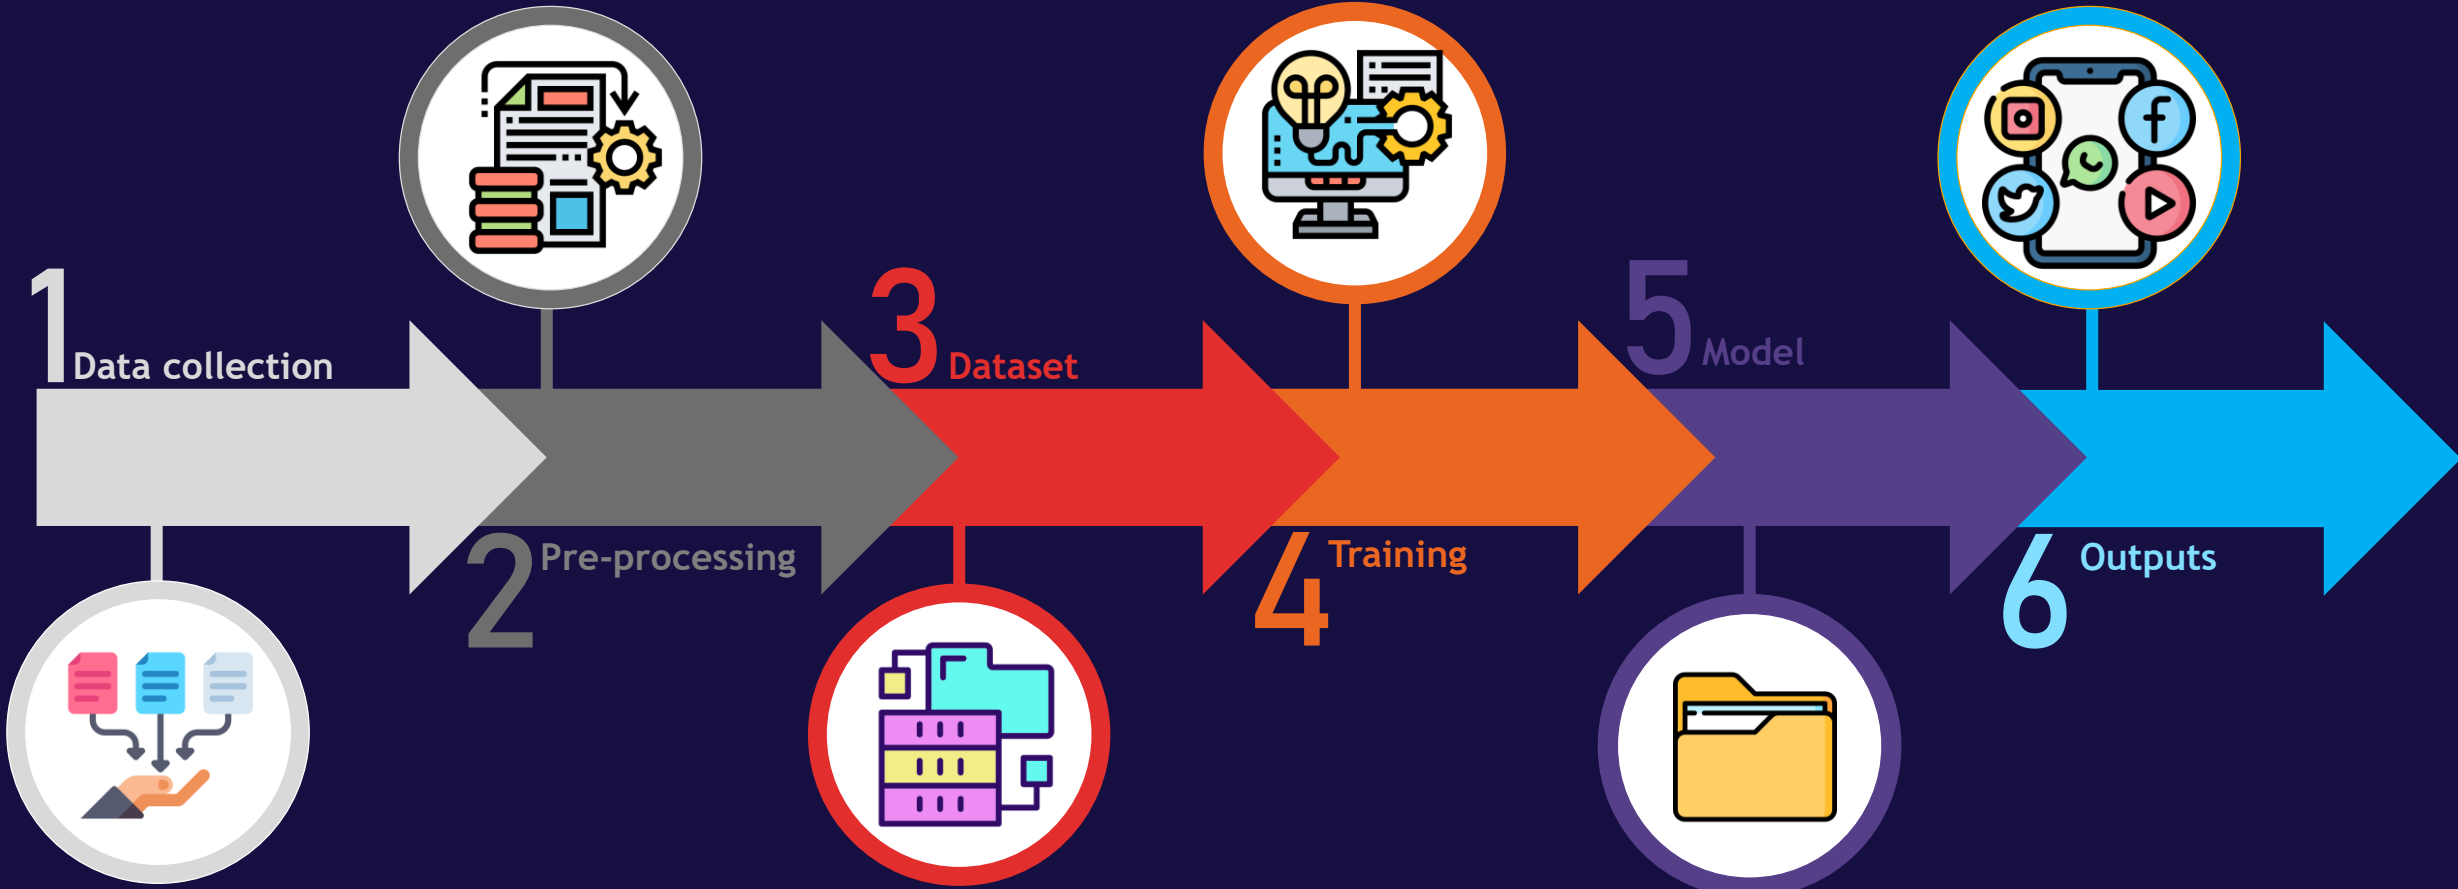 1 Data collection
2 Pre-processing
3 Dataset
4 Training
5 Model
6 Outputs